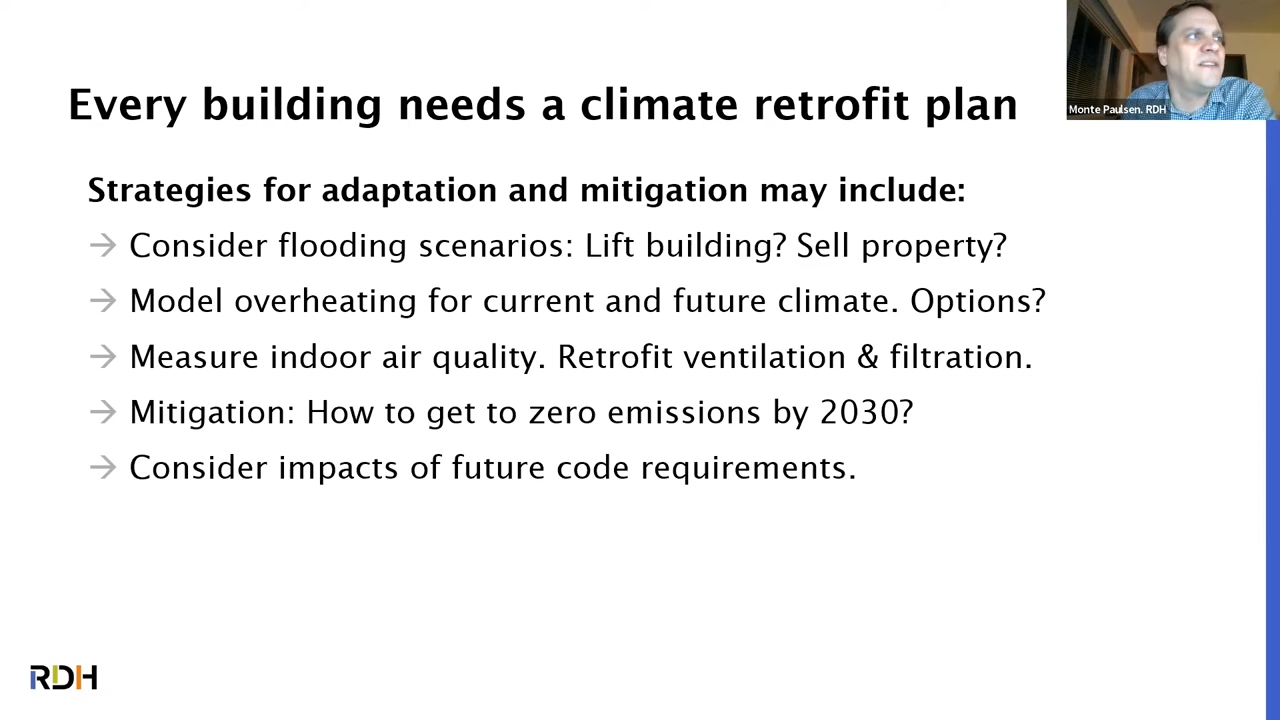 Every building needs a climate retrofit plan
Monte Paulsen. RDH
Strategies for adaptation and mitigation may include:
→ Consider flooding scenarios: Lift building? Sell property?
→ Model overheating for current and future climate. Options?
→ Measure indoor air quality. Retrofit ventilation & filtration.
→ Mitigation: How to get to zero emissions by 2030?
→ Consider impacts of future code requirements.
RDH